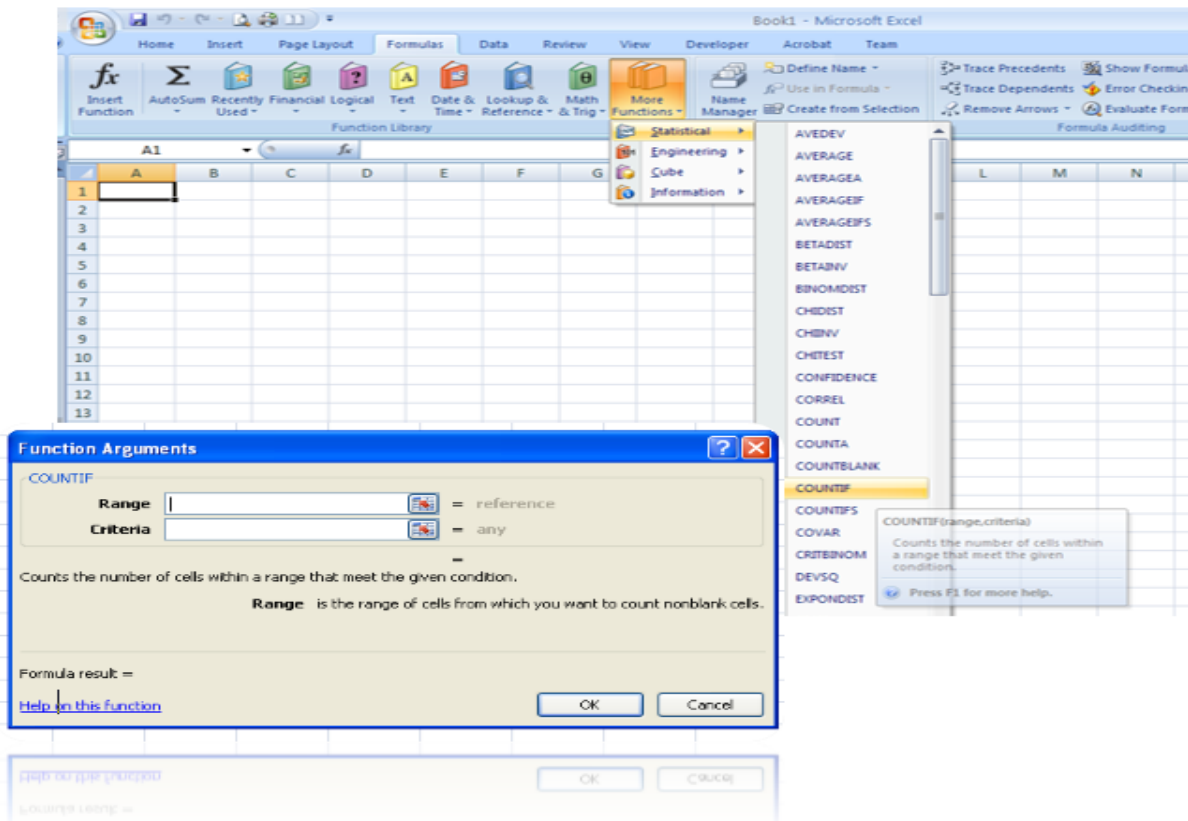 Book1 - Microsoft Excel
Home Insert Page Layout Formulas Data Review View Developer Acrobat Team
fx Σ
Insert Function AutoSum Recently Used Financial Logical Text Date & Time Lookup & Reference Math & Trig More Functions Name Manager
Define Name
Use in Formula
Create from Selection
Trace Precedents
Trace Dependents
Remove Arrows
Show Formul
Error Checkin
Evaluate Form
Function Library
Formula Auditing
A1 fx
A B C D E F G L M N
1
2
3
4
5
6
7
8
9
10
11
12
13
Statistical
Engineering
Cube
Information
AVEDEV
AVERAGE
AVERAGEA
AVERAGEIF
AVERAGEIFS
BETADIST
BETAINV
BINOMDIST
CHIDIST
CHIINV
CHITEST
CONFIDENCE
CORREL
COUNT
COUNTA
COUNTBLANK
COUNTIF
COUNTIFS
COVAR
CRITBINOM
DEVSQ
EXPONDIST
COUNTIF(range,criteria)
Counts the number of cells within
a range that meet the given
condition.
Press F1 for more help.
Function Arguments
COUNTIF
Range = reference
Criteria = any
=
Counts the number of cells within a range that meet the given condition.
Range is the range of cells from which you want to count nonblank cells.
Formula result =
Help on this function OK Cancel